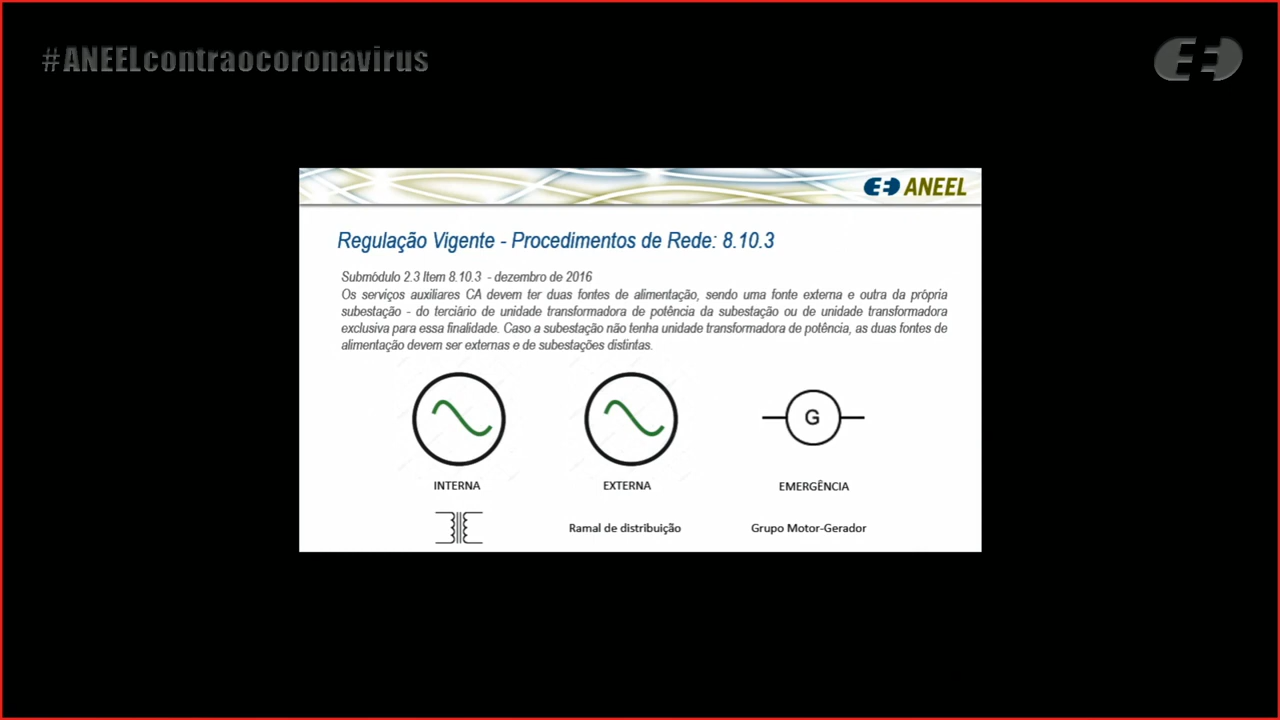 #ANEELcontraocoronavirus
ANEEL
Regulação Vigente - Procedimentos de Rede: 8.10.3
Submódulo 2.3 Item 8.10.3 - dezembro de 2016
Os serviços auxiliares CA devem ter duas fontes de alimentação, sendo uma fonte externa e outra da própria
subestação - do terciário de unidade transformadora de potência da subestação ou de unidade transformadora
exclusiva para essa finalidade. Caso a subestação não tenha unidade transformadora de potência, as duas fontes de
alimentação devem ser externas e de subestações distintas.
G
INTERNA EXTERNA EMERGÊNCIA
Ramal de distribuição Grupo Motor-Gerador